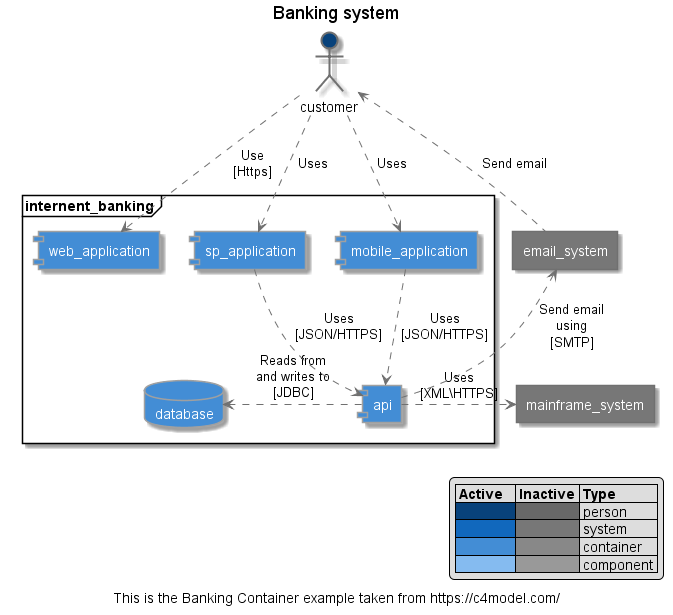 Banking system
customer
Use
[Https]
Uses
Uses
Send email
internent_banking
web_application
sp_application
mobile_application
email_system
Uses
[JSON/HTTPS]
Uses
[JSON/HTTPS]
Send email
using
[SMTP]
Reads from
and writes to
[JDBC]
Uses
[XML\HTTPS]
database
api
mainframe_system
Active Inactive Type
person
system
container
component
This is the Banking Container example taken from https://c4model.com/